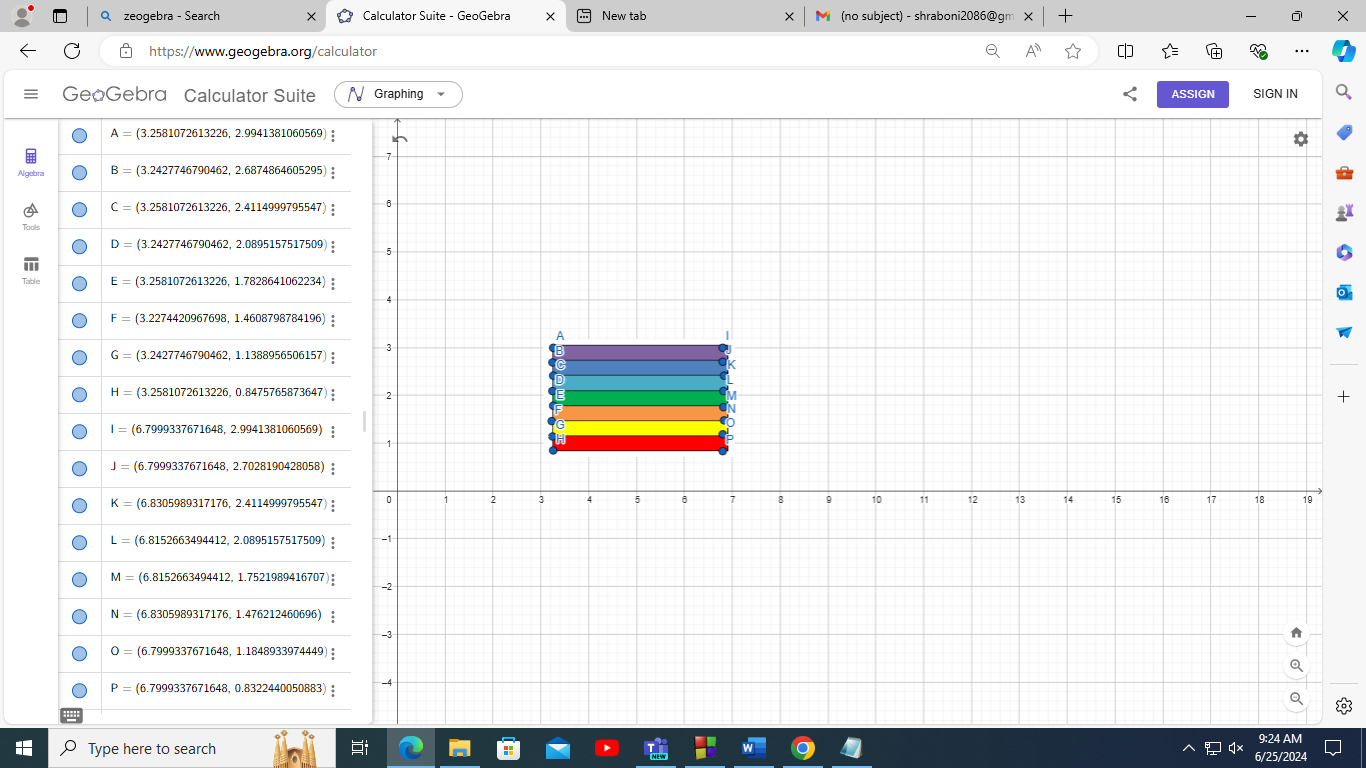 zeogebra - Search
Calculator Suite - GeoGebra
New tab
(no subject) - shraboni2086@gm
https://www.geogebra.org/calculator
GeoGebra Calculator Suite
Graphing
ASSIGN
SIGN IN
Algebra
Tools
Table
A = (3.2581072613226, 2.9941381060569)
B = (3.2427746790462, 2.6874864605295)
C = (3.2581072613226, 2.4114999795547)
D = (3.2427746790462, 2.0895157517509)
E = (3.2581072613226, 1.7828641062234)
F = (3.2274420967698, 1.4608798784196)
G = (3.2427746790462, 1.1388956506157)
H = (3.2581072613226, 0.8475765873647)
I = (6.7999337671648, 2.9941381060569)
J = (6.7999337671648, 2.7028190428058)
K = (6.8305989317176, 2.4114999795547)
L = (6.8152663494412, 2.0895157517509)
M = (6.8152663494412, 1.7521989416707)
N = (6.8305989317176, 1.476212460696)
O = (6.7999337671648, 1.1848933974449)
P = (6.7999337671648, 0.8322440050883)
7
6
5
4
3
2
1
0 1 2 3 4 5 6 7 8 9 10 11 12 13 14 15 16 17 18 19
−1
−2
−3
−4
A I
B J
C K
D L
E M
F N
G O
H P
Type here to search
NEW
9:24 AM
6/25/2024